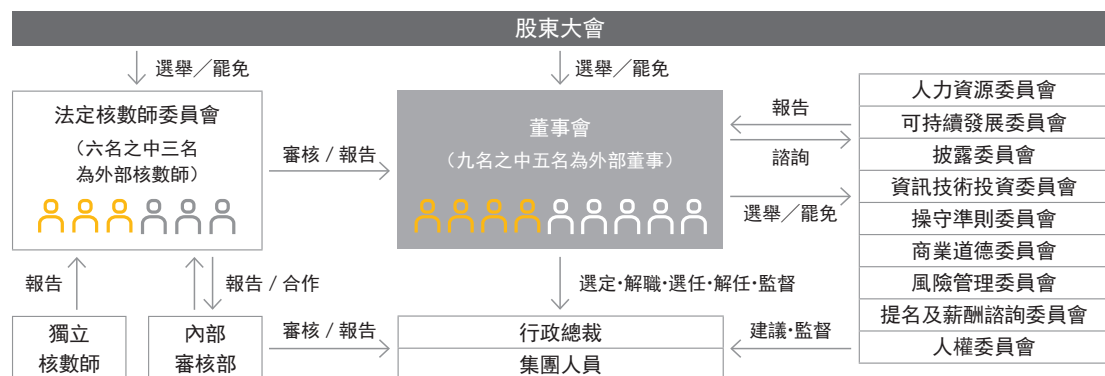 股東大會
選舉／罷免
選舉／罷免
法定核數師委員會
（六名之中三名
為外部核數師）
審核 / 報告
董事會
（九名之中五名為外部董事）
報告
諮詢
選舉／罷免
人力資源委員會
可持續發展委員會
披露委員會
資訊技術投資委員會
操守準則委員會
商業道德委員會
風險管理委員會
提名及薪酬諮詢委員會
人權委員會
報告
報告 / 合作
選定･解職･選任･解任･監督
獨立
核數師
內部
審核部
審核 / 報告
行政總裁
集團人員
建議･監督